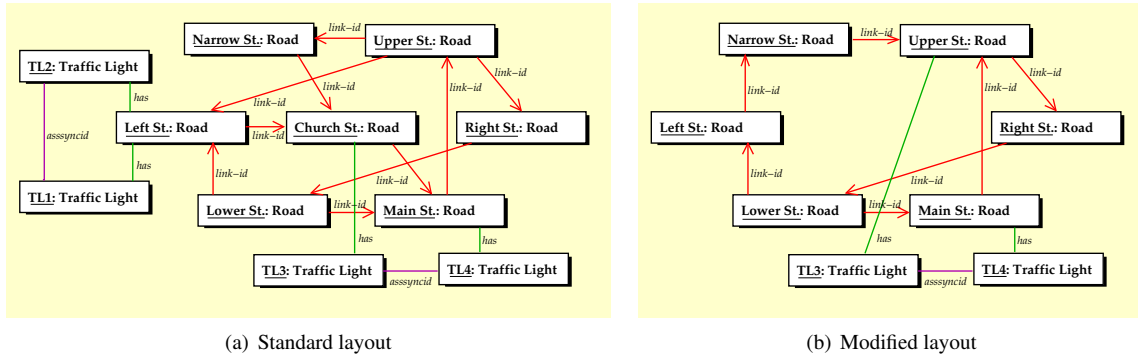 link−id
Narrow St.: Road
Upper St.: Road
TL2: Traffic Light
link−id
link−id
has
link−id
asssyncid
Left St.: Road
link−id
Church St.: Road
Right St.: Road
has
link−id
link−id
link−id
link−id
TL1: Traffic Light
Lower St.: Road
link−id
Main St.: Road
has
has
TL3: Traffic Light
asssyncid
TL4: Traffic Light
(a) Standard layout
Narrow St.: Road
link−id
Upper St.: Road
link−id
link−id
Left St.: Road
Right St.: Road
link−id
link−id
link−id
Lower St.: Road
link−id
Main St.: Road
has
has
TL3: Traffic Light
asssyncid
TL4: Traffic Light
(b) Modified layout